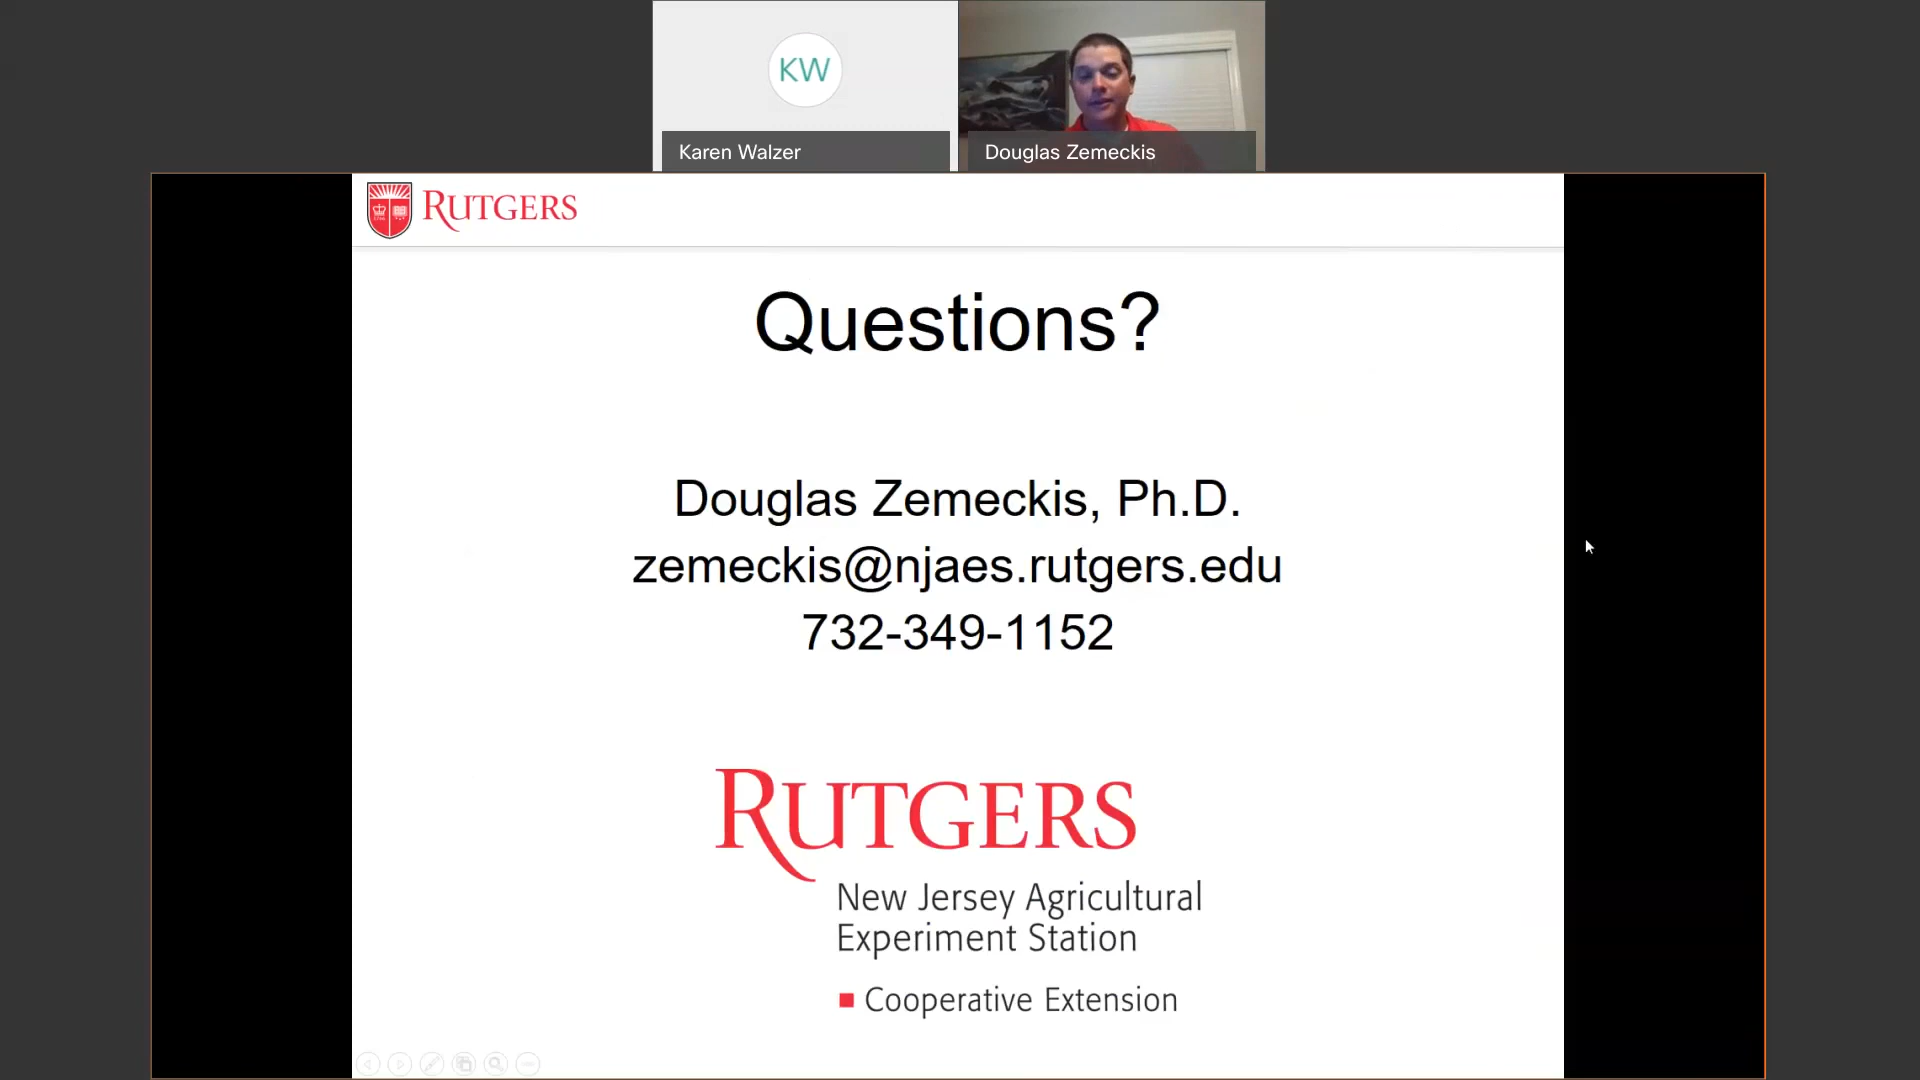 KW
Karen Walzer
Douglas Zemeckis
RUTGERS
Questions?
Douglas Zemeckis, Ph.D.
zemeckis@njaes.rutgers.edu
732-349-1152
RUTGERS
New Jersey Agricultural
Experiment Station
Cooperative Extension